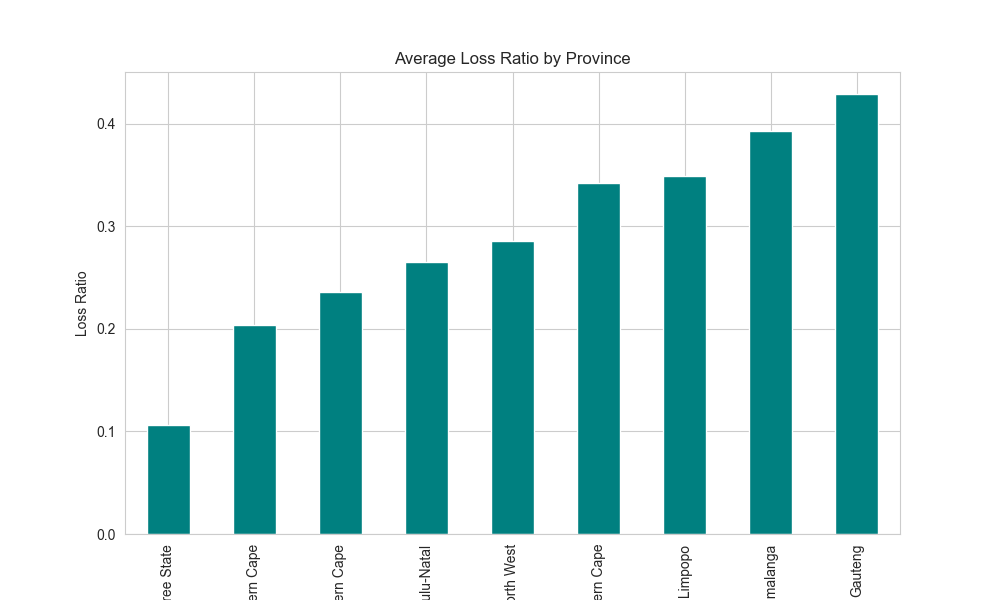 Average Loss Ratio by Province
Loss Ratio
0.4
0.3
0.2
0.1
0.0
ree State
ern Cape
ern Cape
ulu-Natal
orth West
ern Cape
Limpopo
malanga
Gauteng